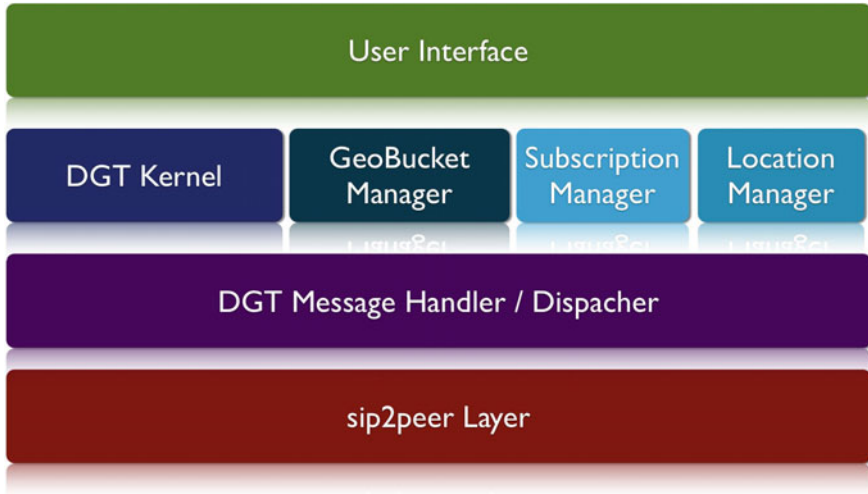 User Interface
DGT Kernel
GeoBucket
Manager
Subscription
Manager
Location
Manager
DGT Message Handler / Dispacher
sip2peer Layer